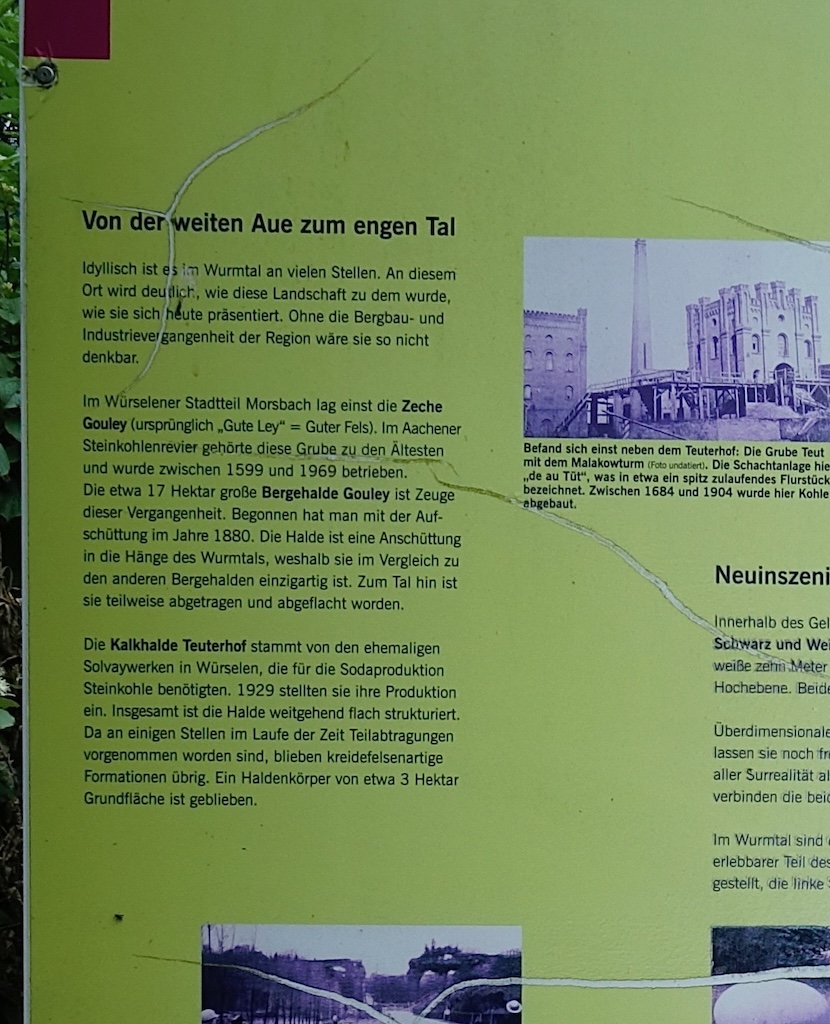 Von der weiten Aue zum engen Tal
Idyllisch ist es im Wurmtal an vielen Stellen. An diesem
Ort wird deutlich, wie diese Landschaft zu dem wurde,
wie sie sich heute präsentiert. Ohne die Bergbau- und
Industrievergangenheit der Region wäre sie so nicht
denkbar.
Im Würselener Stadtteil Morsbach lag einst die Zeche
Gouley (ursprünglich „Gute Ley“ = Guter Fels). Im Aachener
Steinkohlenrevier gehörte diese Grube zu den Ältesten
und wurde zwischen 1599 und 1969 betrieben.
Die etwa 17 Hektar große Bergehalde Gouley ist Zeuge
dieser Vergangenheit. Begonnen hat man mit der Auf-
schüttung im Jahre 1880. Die Halde ist eine Anschüttung
in die Hänge des Wurmtals, weshalb sie im Vergleich zu
den anderen Bergehalden einzigartig ist. Zum Tal hin ist
sie teilweise abgetragen und abgeflacht worden.
Die Kalkhalde Teuterhof stammt von den ehemaligen
Solvaywerken in Würselen, die für die Sodaproduktion
Steinkohle benötigten. 1929 stellten sie ihre Produktion
ein. Insgesamt ist die Halde weitgehend flach strukturiert.
Da an einigen Stellen im Laufe der Zeit Teilabtragungen
vorgenommen worden sind, blieben kreidefelsenartige
Formationen übrig. Ein Haldenkörper von etwa 3 Hektar
Grundfläche ist geblieben.
Befand sich einst neben dem Teuterhof: Die Grube Teut
mit dem Malakowturm (Foto undatiert). Die Schachtanlage hie
„de au Tüt“, was in etwa ein spitz zulaufendes Flurstück
bezeichnet. Zwischen 1684 und 1904 wurde hier Kohle
abgebaut.
Neuinszeni
Innerhalb des Gel
Schwarz und Wei
weiße zehn Meter
Hochebene. Beide
Überdimensionale
lassen sie noch fr
aller Surrealität al
verbinden die beid
Im Wurmtal sind
erlebbarer Teil des
gestellt, die linke